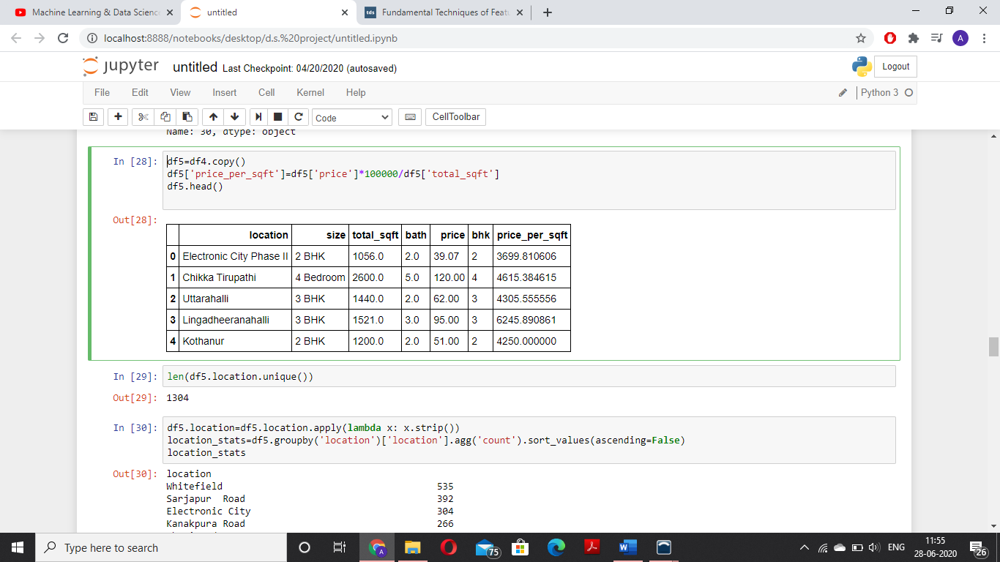 Machine Learning & Data Science
untitled
Fundamental Techniques of Feat
localhost:8888/notebooks/desktop/d.s.%20project/untitled.ipynb
A
jupyter untitled Last Checkpoint: 04/20/2020 (autosaved)
Logout
File Edit View Insert Cell Kernel Help
Python 3
Code
CellToolbar
Name: 30, dtype: object
In [28]: df5=df4.copy()
df5['price_per_sqft']=df5['price']*100000/df5['total_sqft']
df5.head()
Out[28]:
location size total_sqft bath price bhk price_per_sqft
0 Electronic City Phase II 2 BHK 1056.0 2.0 39.07 2 3699.810606
1 Chikka Tirupathi 4 Bedroom 2600.0 5.0 120.00 4 4615.384615
2 Uttarahalli 3 BHK 1440.0 2.0 62.00 3 4305.555556
3 Lingadheeranahalli 3 BHK 1521.0 3.0 95.00 3 6245.890861
4 Kothanur 2 BHK 1200.0 2.0 51.00 2 4250.000000
In [29]: len(df5.location.unique())
Out[29]: 1304
In [30]: df5.location=df5.location.apply(lambda x: x.strip())
location_stats=df5.groupby('location')['location'].agg('count').sort_values(ascending=False)
location_stats
Out[30]: location
Whitefield 535
Sarjapur  Road 392
Electronic City 304
Kanakpura Road 266
Type here to search
75
ENG
11:55
28-06-2020
26